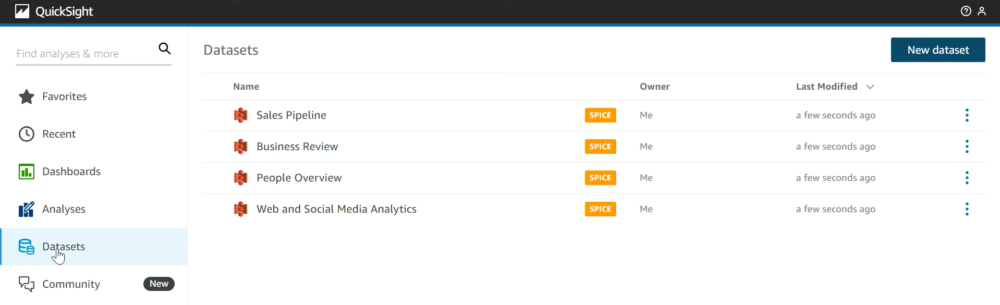 QuickSight
Find analyses & more
Favorites
Recent
Dashboards
Analyses
Datasets
Community New
Datasets
New dataset
Name Owner Last Modified
Sales Pipeline SPICE Me a few seconds ago
Business Review SPICE Me a few seconds ago
People Overview SPICE Me a few seconds ago
Web and Social Media Analytics SPICE Me a few seconds ago